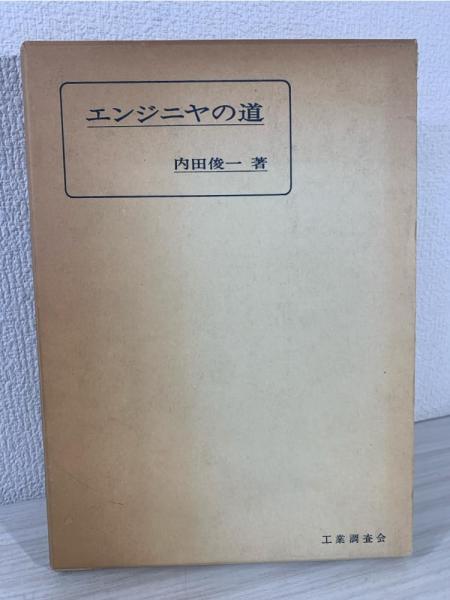 エンジニヤの道
内田俊一 著
工業調査会